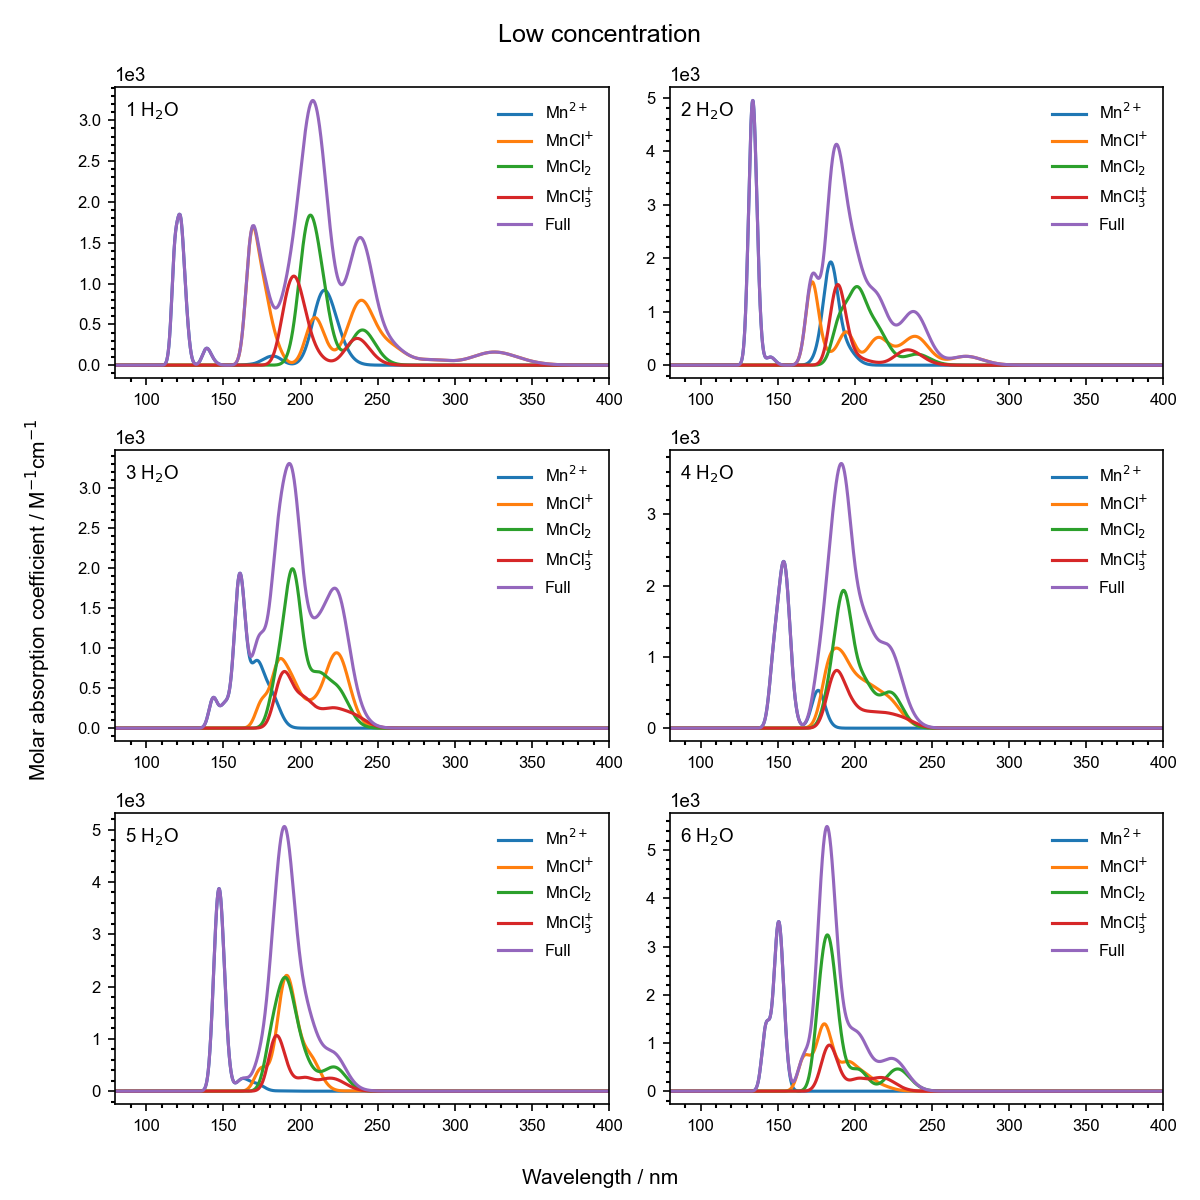 Low concentration
1e3
1 H₂O
Mn²⁺
MnCl⁺
MnCl₂
MnCl₃⁺
Full
3.0
2.5
2.0
1.5
1.0
0.5
0.0
100 150 200 250 300 350 400
1e3
2 H₂O
Mn²⁺
MnCl⁺
MnCl₂
MnCl₃⁺
Full
5
4
3
2
1
0
100 150 200 250 300 350 400
1e3
3 H₂O
Mn²⁺
MnCl⁺
MnCl₂
MnCl₃⁺
Full
3.0
2.5
2.0
1.5
1.0
0.5
0.0
100 150 200 250 300 350 400
1e3
4 H₂O
Mn²⁺
MnCl⁺
MnCl₂
MnCl₃⁺
Full
3
2
1
0
100 150 200 250 300 350 400
1e3
5 H₂O
Mn²⁺
MnCl⁺
MnCl₂
MnCl₃⁺
Full
5
4
3
2
1
0
100 150 200 250 300 350 400
1e3
6 H₂O
Mn²⁺
MnCl⁺
MnCl₂
MnCl₃⁺
Full
5
4
3
2
1
0
100 150 200 250 300 350 400
Molar absorption coefficient / M⁻¹cm⁻¹
Wavelength / nm